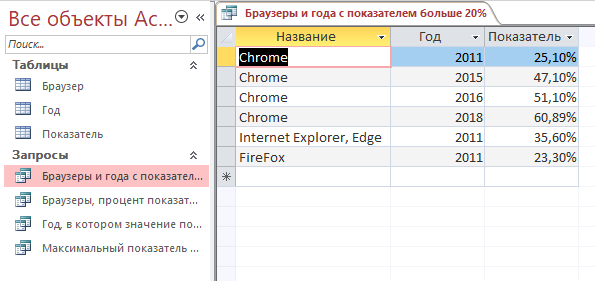 Все объекты Ac...
Поиск...
Таблицы
Браузер
Год
Показатель
Запросы
Браузеры и года с показател...
Браузеры, процент показат...
Год, в котором значение по...
Максимальный показатель ...
Браузеры и года с показателем больше 20%
Название Год Показатель
Chrome 2011 25,10%
Chrome 2015 47,10%
Chrome 2016 51,10%
Chrome 2018 60,89%
Internet Explorer, Edge 2011 35,60%
FireFox 2011 23,30%